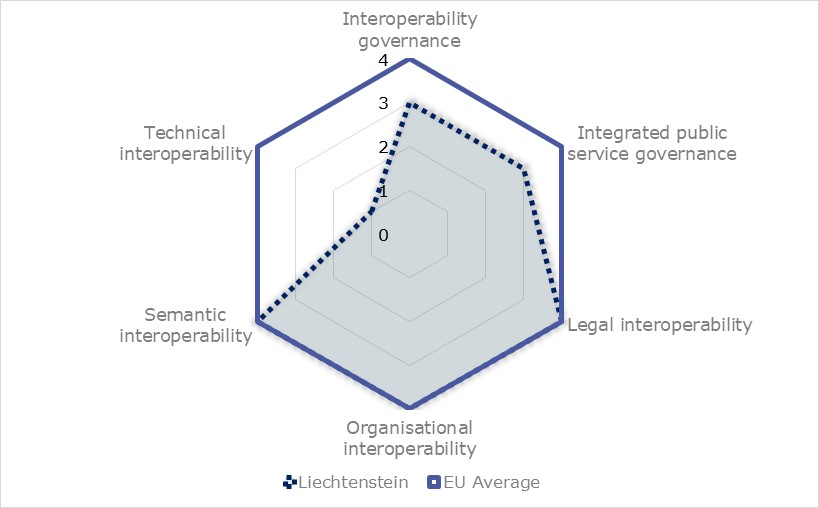 Interoperability
governance
4
3
2
1
0
Technical
interoperability
Integrated public
service governance
Semantic
interoperability
Legal interoperability
Organisational
interoperability
Liechtenstein EU Average